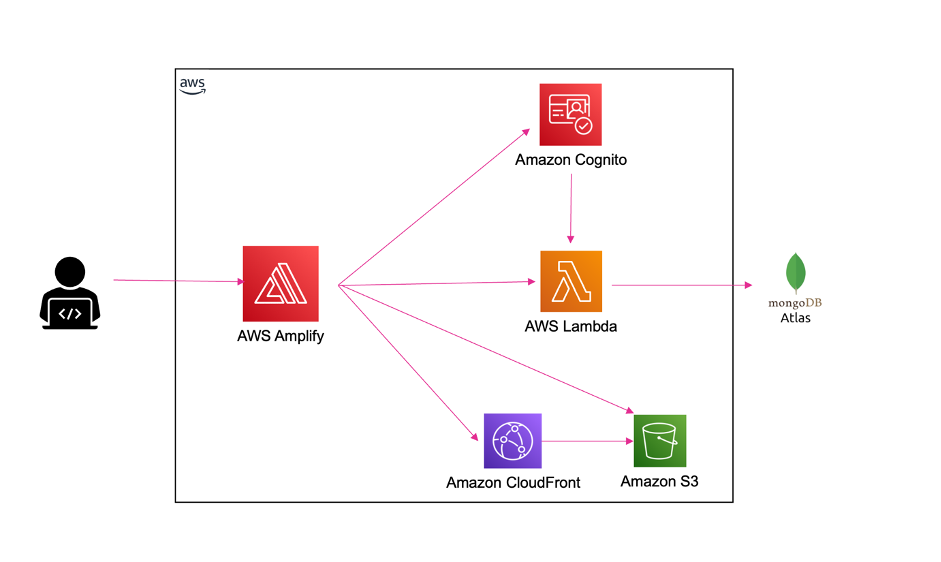 aws
Amazon Cognito
</>
AWS Amplify
AWS Lambda
mongoDB
Atlas
Amazon CloudFront
Amazon S3